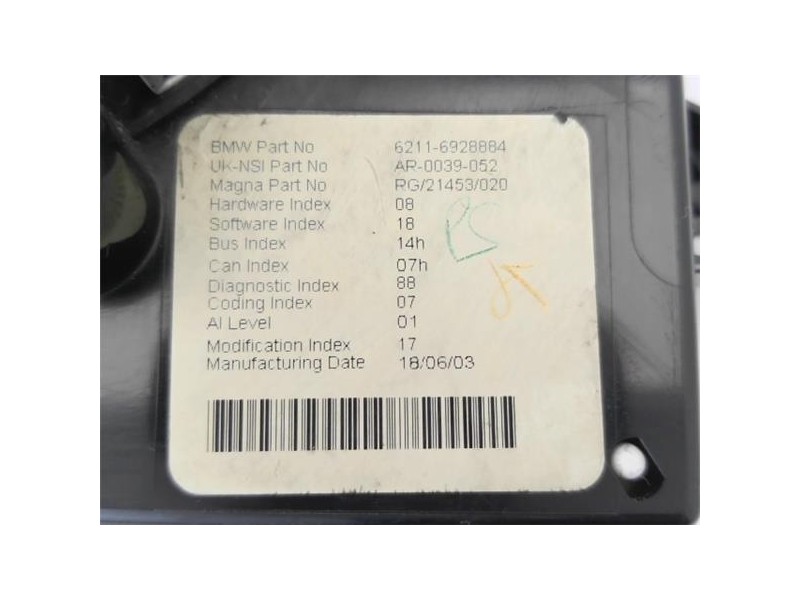 BMW Part No 6211-6928884
UK-NSI Part No AR-0039-052
Magna Part No RG/21453/020
Hardware Index 08
Software Index 18
Bus Index 14h
Can Index 07h
Diagnostic Index 88
Coding Index 07
AI Level 01
Modification Index 17
Manufacturing Date 18/06/03